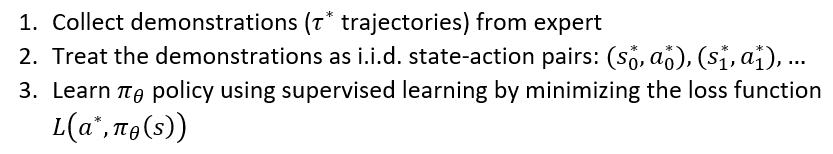 1. Collect demonstrations (τ* trajectories) from expert
2. Treat the demonstrations as i.i.d. state-action pairs: (s₀*, a₀*), (s₁*, a₁*), ...
3. Learn π_θ policy using supervised learning by minimizing the loss function
L(a*, π_θ(s))